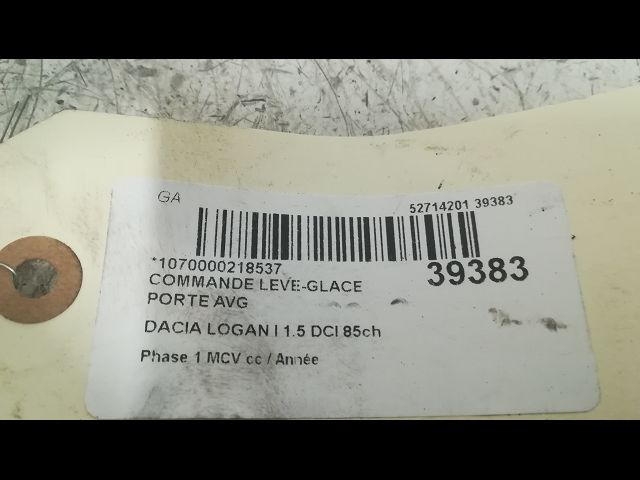 GA
52714201 39383
*1070000218537
39383
COMMANDE LEVE-GLACE
PORTE AVG
DACIA LOGAN I 1.5 DCI 85ch
Phase 1 MCV cc / Année